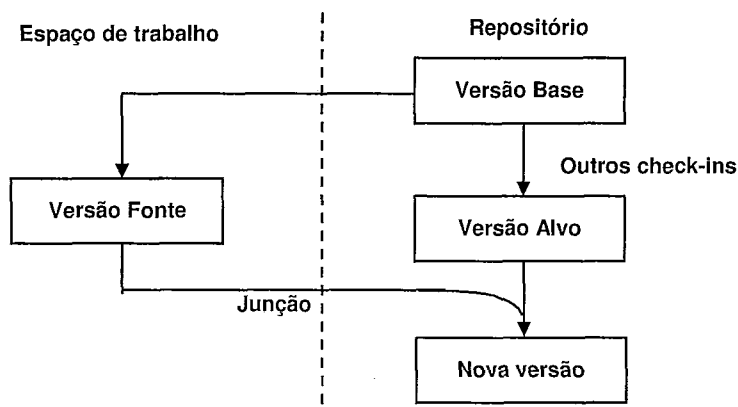 Espaço de trabalho
Repositório
Versão Base
Outros check-ins
Versão Fonte
Versão Alvo
Junção
Nova versão